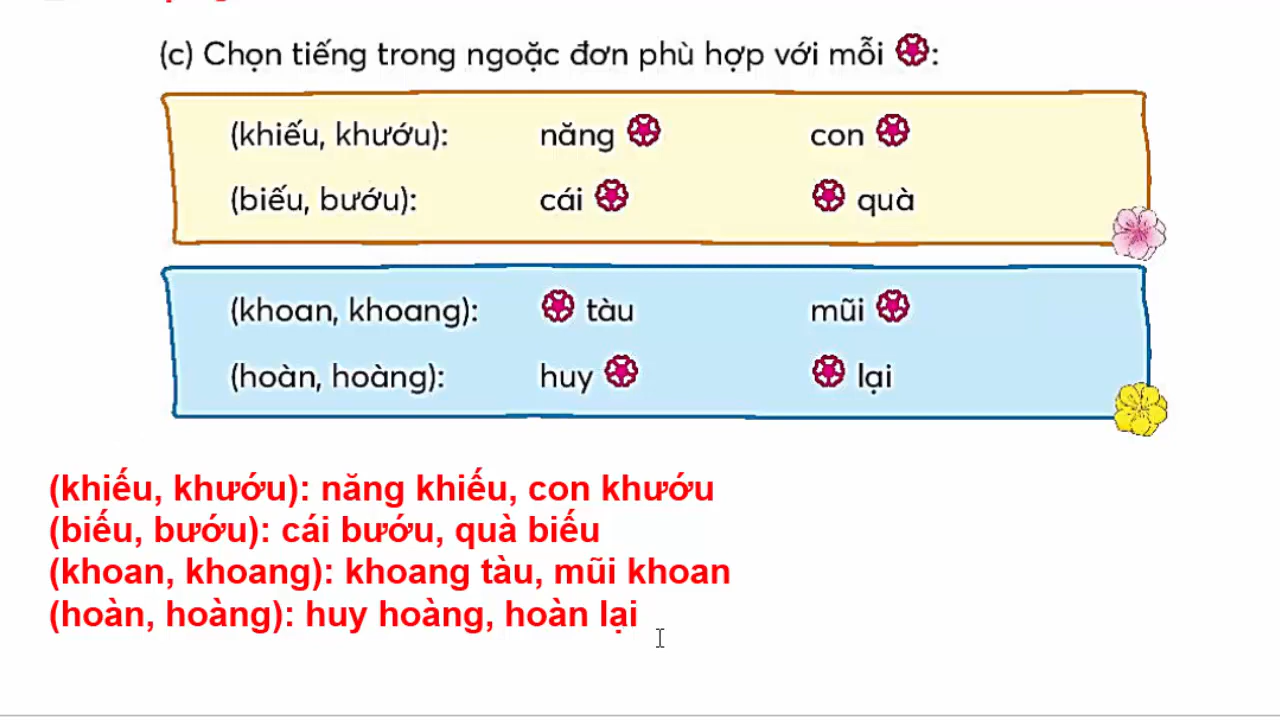 (c) Chọn tiếng trong ngoặc đơn phù hợp với mỗi :
(khiếu, khướu): năng con
(biếu, bướu): cái quà
(khoan, khoang): tàu mũi
(hoàn, hoàng): huy lại
(khiếu, khướu): năng khiếu, con khướu
(biếu, bướu): cái bướu, quà biếu
(khoan, khoang): khoang tàu, mũi khoan
(hoàn, hoàng): huy hoàng, hoàn lại